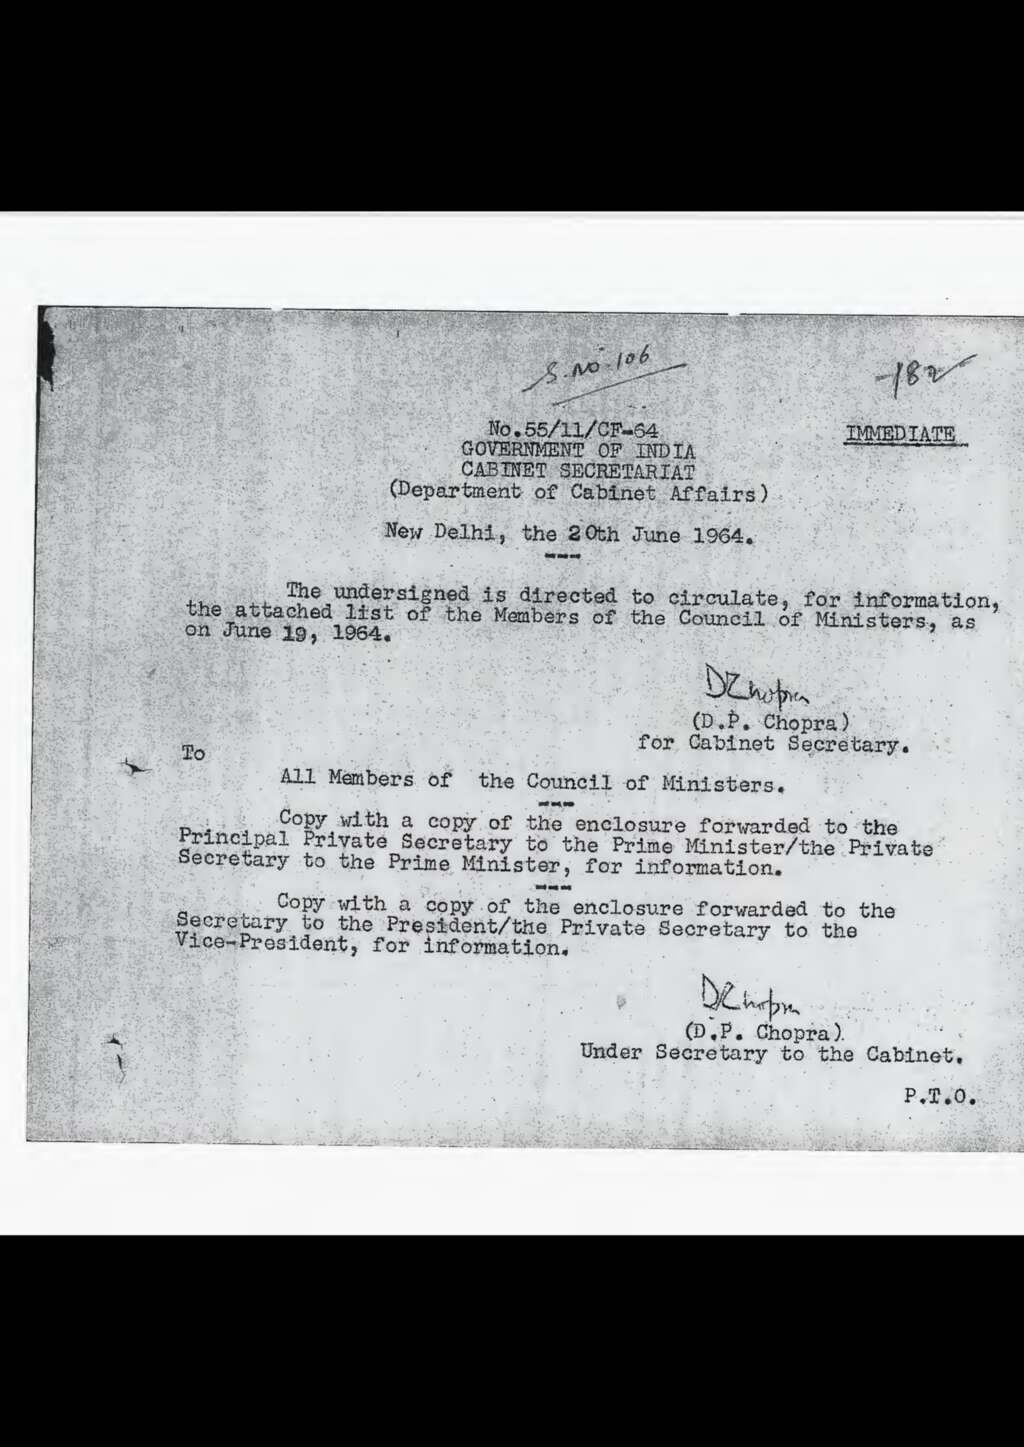 S.No.106
182
No.55/11/CF-64
IMMEDIATE
GOVERNMENT OF INDIA
CABINET SECRETARIAT
(Department of Cabinet Affairs)
New Delhi, the 20th June 1964.
The undersigned is directed to circulate, for information,
the attached list of the Members of the Council of Ministers, as
on June 19, 1964.
DPChopra
(D.P. Chopra)
for Cabinet Secretary.
To
All Members of the Council of Ministers.
Copy with a copy of the enclosure forwarded to the
Principal Private Secretary to the Prime Minister/the Private
Secretary to the Prime Minister, for information.
Copy with a copy of the enclosure forwarded to the
Secretary to the President/the Private Secretary to the
Vice-President, for information.
DPChopra
(D.P. Chopra)
Under Secretary to the Cabinet.
P.T.O.